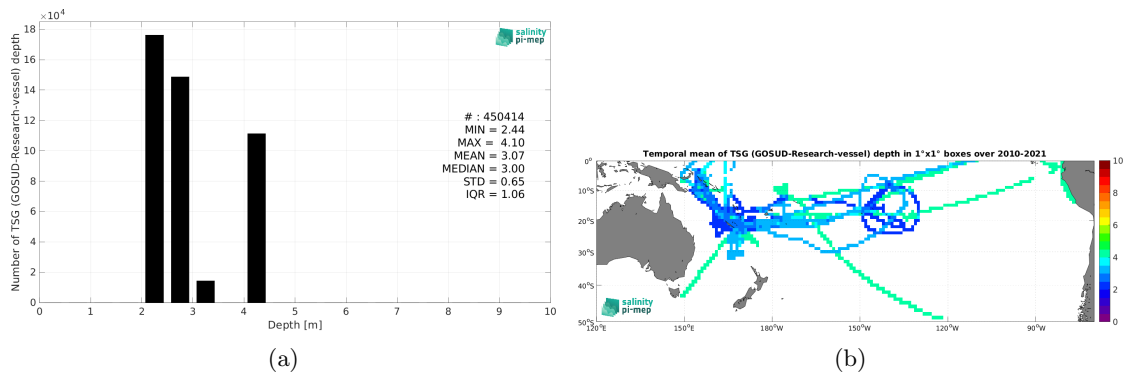 ×10⁴
18
16
14
12
10
8
6
4
2
0
Number of TSG (GOSUD-Research-vessel) depth
salinity
pi-mep
# : 450414
MIN = 2.44
MAX = 4.10
MEAN = 3.07
MEDIAN = 3.00
STD = 0.65
IQR = 1.06
0 1 2 3 4 5 6 7 8 9 10
Depth [m]
(a)
Temporal mean of TSG (GOSUD-Research-vessel) depth in 1°x1° boxes over 2010-2021
0°
10°S
20°S
30°S
40°S
50°S
120°E 150°E 180°W 150°W 120°W 90°W
salinity
pi-mep
10
8
6
4
2
0
(b)